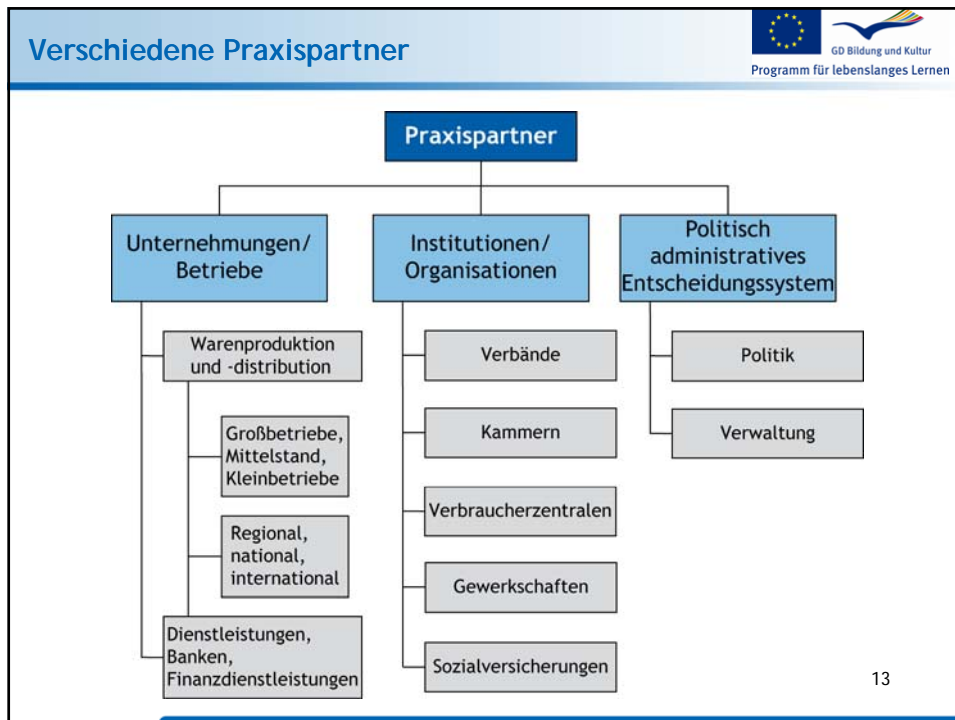 Verschiedene Praxispartner
GD Bildung und Kultur
Programm für lebenslanges Lernen
Praxispartner
Unternehmungen/
Betriebe
Warenproduktion
und -distribution
Großbetriebe,
Mittelstand,
Kleinbetriebe
Regional,
national,
international
Dienstleistungen,
Banken,
Finanzdienstleistungen
Institutionen/
Organisationen
Verbände
Kammern
Verbraucherzentralen
Gewerkschaften
Sozialversicherungen
Politisch
administratives
Entscheidungssystem
Politik
Verwaltung
13